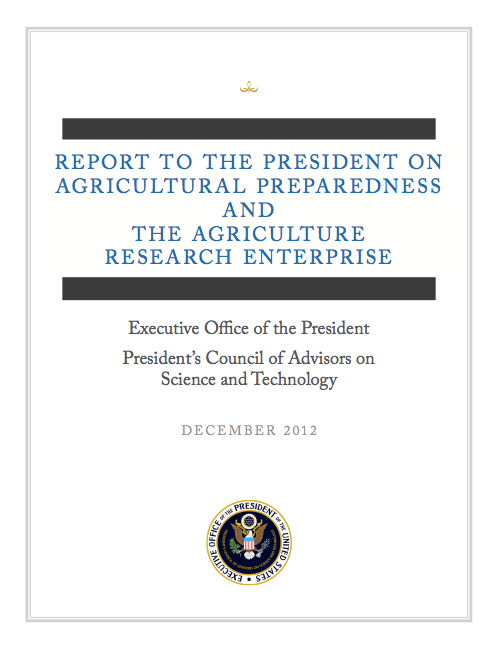 REPORT TO THE PRESIDENT ON
AGRICULTURAL PREPAREDNESS
AND
THE AGRICULTURE
RESEARCH ENTERPRISE
Executive Office of the President
President's Council of Advisors on
Science and Technology
DECEMBER 2012
EXECUTIVE OFFICE OF THE PRESIDENT OF THE UNITED STATES